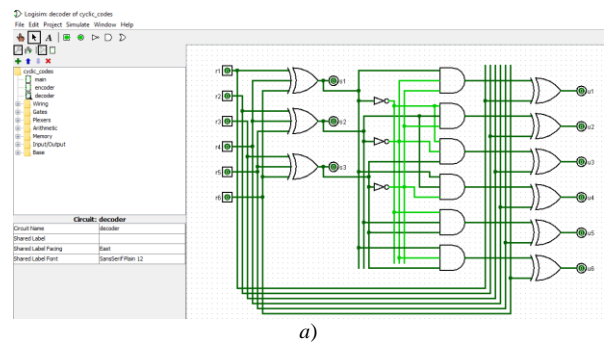 Logisim: decoder of cyclic_codes
File Edit Project Simulate Window Help
A
cyclic_codes
main
encoder
decoder
Wiring
Gates
Plexers
Arithmetic
Memory
Input/Output
Base
Circuit: decoder
Circuit Name decoder
Shared Label
Shared Label Facing East
Shared Label Font SansSerif Plain 12
r1
r2
r3
r4
r5
r6
s1
s2
s3
u1
u2
u3
u4
u5
u6
a)